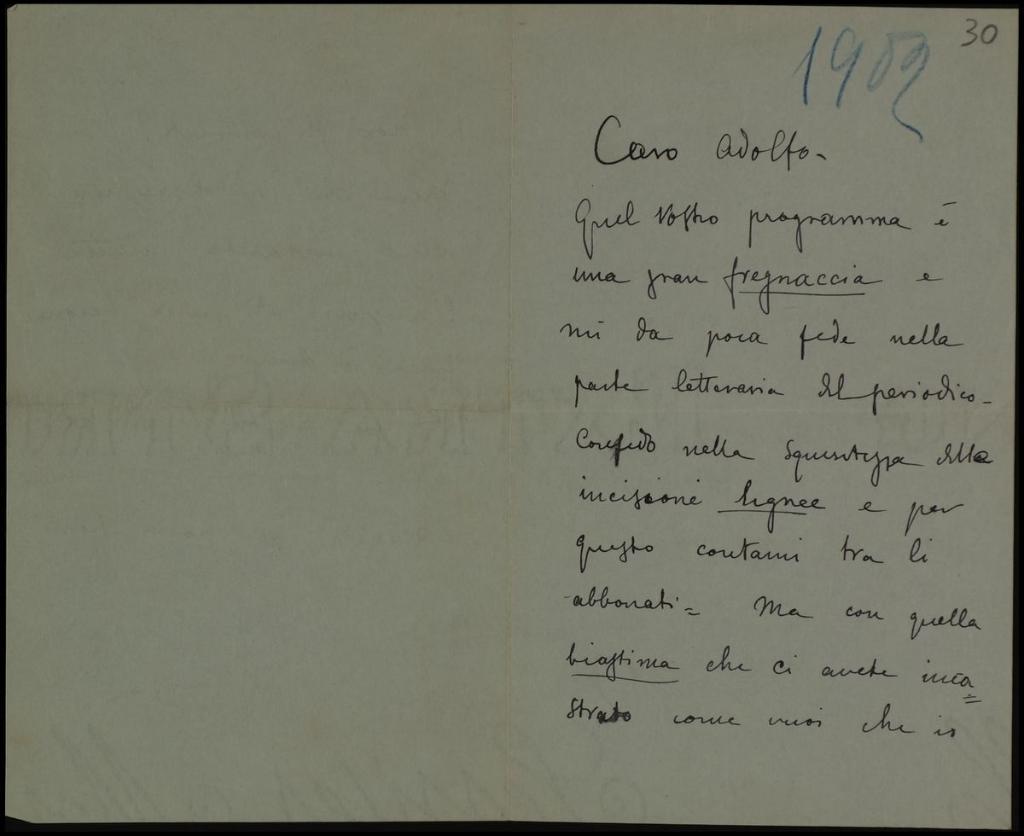 30
1902
Caro Adolfo-
Quel vostro programma è
una gran fregnaccia e
mi da poca fede nella
parte letteraria del periodico-
Confido nella squisitezza delle
incisioni lignee e per
questo contami tra li
abbonati= Ma con quella
biastima che ci avete inca=
strato come vuoi che io